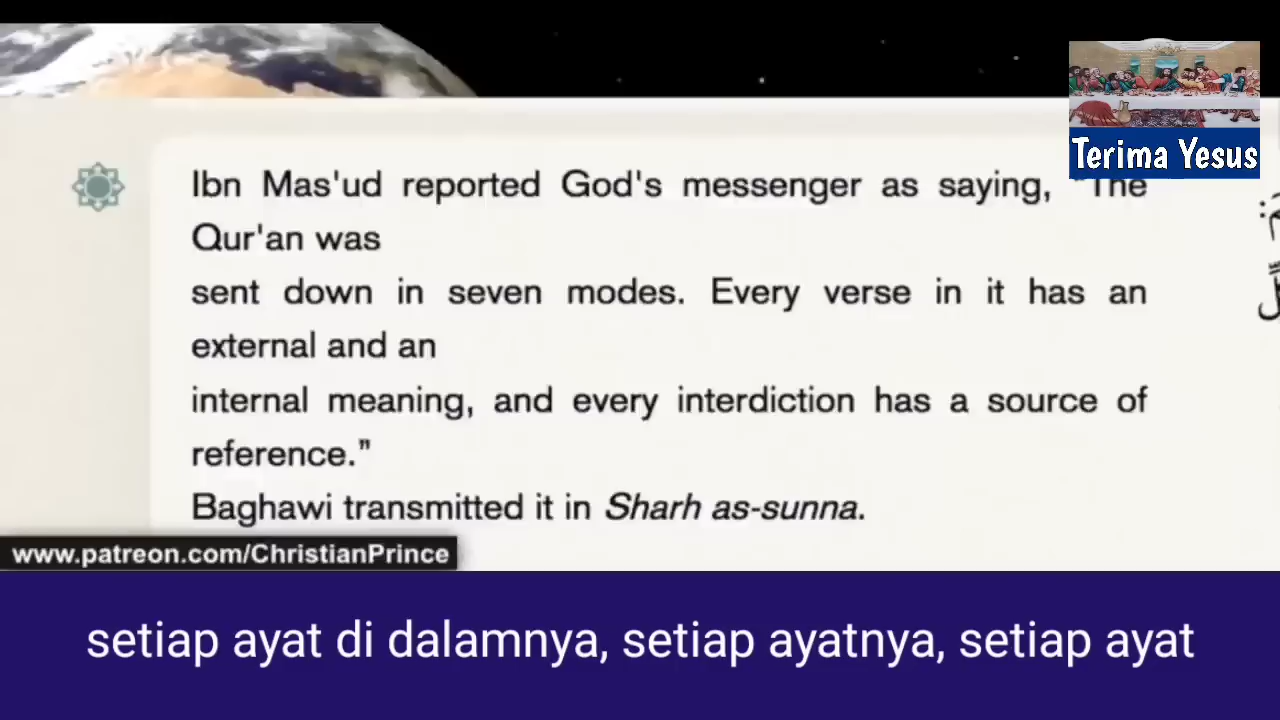 Terima Yesus
Ibn Mas'ud reported God's messenger as saying, "The
Qur'an was
sent down in seven modes. Every verse in it has an
external and an
internal meaning, and every interdiction has a source of
reference.”
Baghawi transmitted it in Sharh as-sunna.
www.patreon.com/ChristianPrince
setiap ayat di dalamnya, setiap ayatnya, setiap ayat